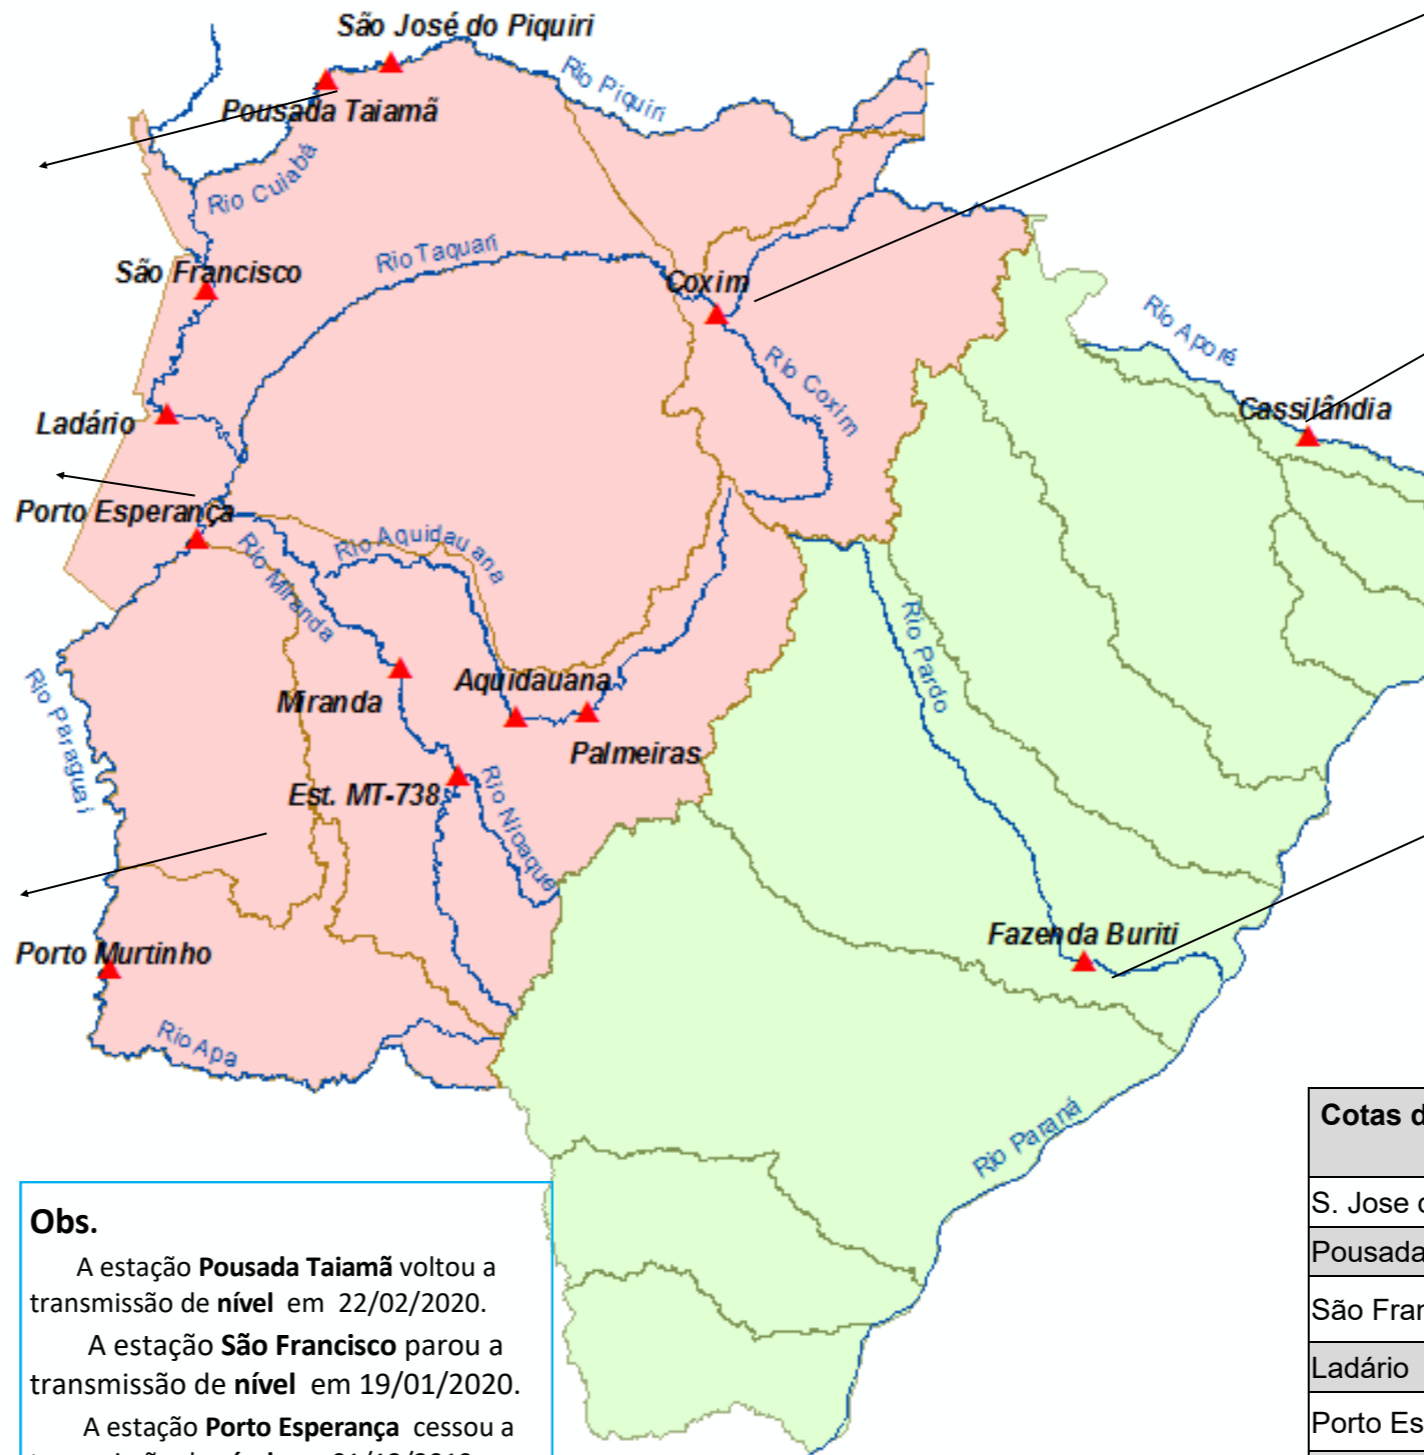 São José do Piquiri
Rio Piquiri
Pousada Taiamã
Rio Cuiabá
Rio Taquari
São Francisco
Coxim
Rio Aporé
Rio Coxim
Cassilândia
Ladário
Porto Esperança
Rio Aquidauana
Rio Miranda
Rio Pardo
Rio Paraguai
Miranda
Aquidauana
Palmeiras
Est. MT-738
Rio Nioaque
Porto Murtinho
Fazenda Buriti
Rio Apa
Rio Paraná
Obs.
A estação Pousada Taiamã voltou a
transmissão de nível em 22/02/2020.
A estação São Francisco parou a
transmissão de nível em 19/01/2020.
A estação Porto Esperança cessou a
Cotas d
S. Jose
Pousada
São Fran
Ladário
Porto Es